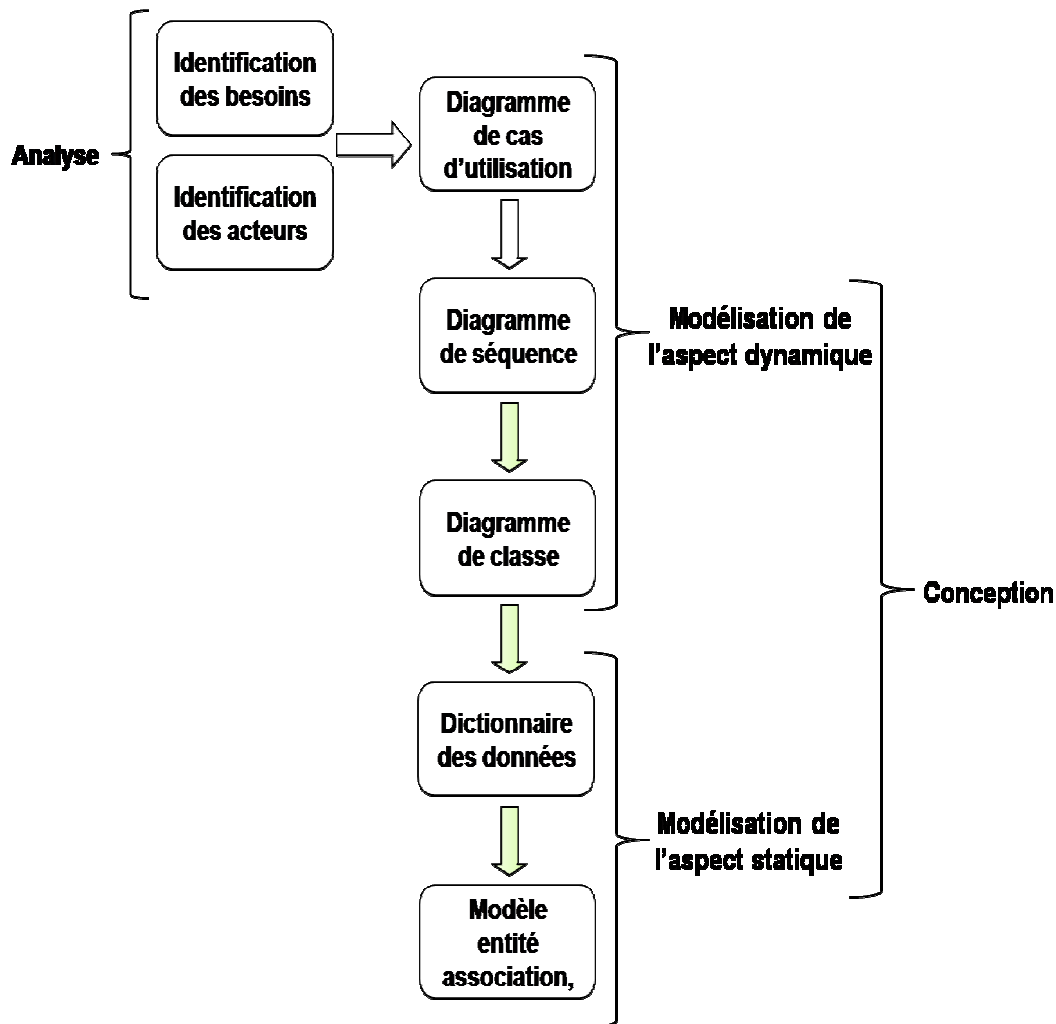 Analyse
Identification
des besoins
Identification
des acteurs
Diagramme
de cas
d'utilisation
Diagramme
de séquence
Diagramme
de classe
Modélisation de
l'aspect dynamique
Dictionnaire
des données
Modèle
entité
association,
Modélisation de
l'aspect statique
Conception